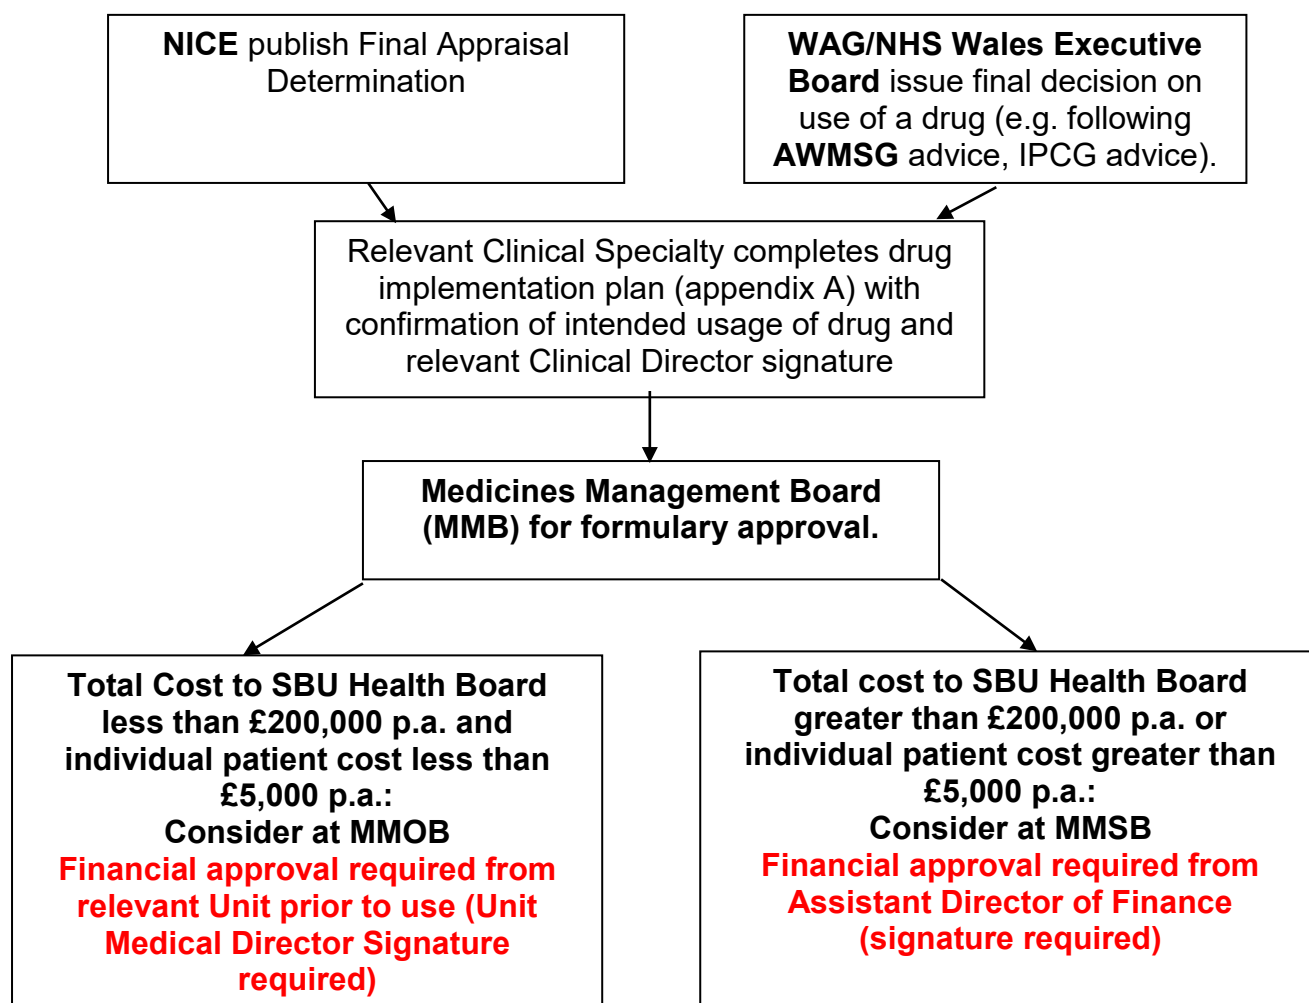 NICE publish Final Appraisal
Determination
WAG/NHS Wales Executive
Board issue final decision on
use of a drug (e.g. following
AWMSG advice, IPCG advice).
Relevant Clinical Specialty completes drug
implementation plan (appendix A) with
confirmation of intended usage of drug and
relevant Clinical Director signature
Medicines Management Board
(MMB) for formulary approval.
Total Cost to SBU Health Board
less than £200,000 p.a. and
individual patient cost less than
£5,000 p.a.:
Consider at MMOB
Financial approval required from
relevant Unit prior to use (Unit
Medical Director Signature
required)
Total cost to SBU Health Board
greater than £200,000 p.a. or
individual patient cost greater than
£5,000 p.a.:
Consider at MMSB
Financial approval required from
Assistant Director of Finance
(signature required)